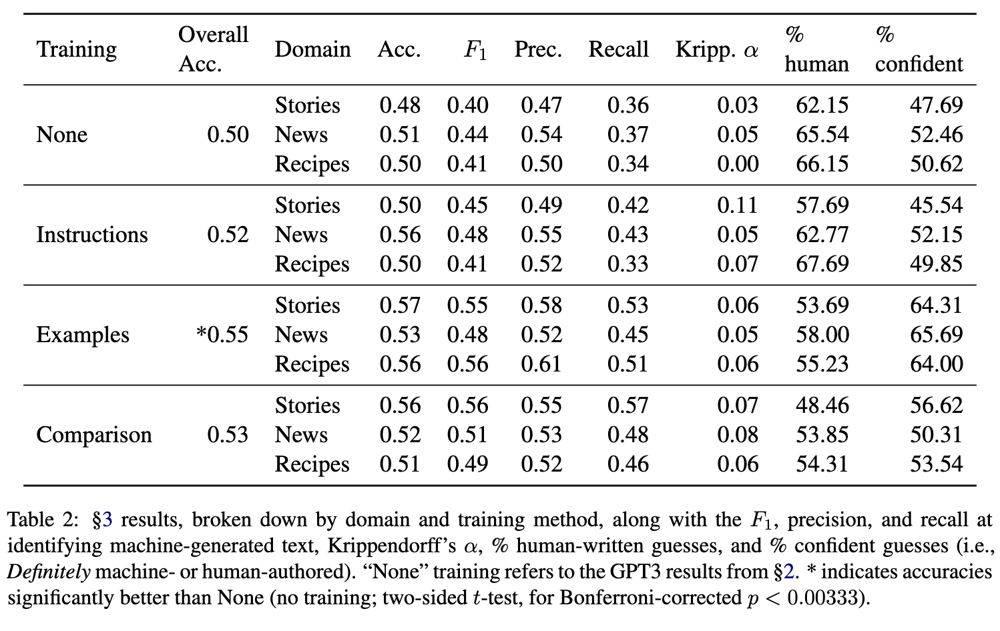 Training Overall Acc. Domain Acc. F1 Prec. Recall Kripp. α % human % confident
None 0.50 Stories 0.48 0.40 0.47 0.36 0.03 62.15 47.69
News 0.51 0.44 0.54 0.37 0.05 65.54 52.46
Recipes 0.50 0.41 0.50 0.34 0.00 66.15 50.62
Instructions 0.52 Stories 0.50 0.45 0.49 0.42 0.11 57.69 45.54
News 0.56 0.48 0.55 0.43 0.05 62.77 52.15
Recipes 0.50 0.41 0.52 0.33 0.07 67.69 49.85
Examples *0.55 Stories 0.57 0.55 0.58 0.53 0.06 53.69 64.31
News 0.53 0.48 0.52 0.45 0.05 58.00 65.69
Recipes 0.56 0.56 0.61 0.51 0.06 55.23 64.00
Comparison 0.53 Stories 0.56 0.56 0.55 0.57 0.07 48.46 56.62
News 0.52 0.51 0.53 0.48 0.08 53.85 50.31
Recipes 0.51 0.49 0.52 0.46 0.06 54.31 53.54
Table 2: §3 results, broken down by domain and training method, along with the F1, precision, and recall at
identifying machine-generated text, Krippendorff's α, % human-written guesses, and % confident guesses (i.e.,
Definitely machine- or human-authored). “None” training refers to the GPT3 results from §2. * indicates accuracies
significantly better than None (no training; two-sided t-test, for Bonferroni-corrected p < 0.00333).